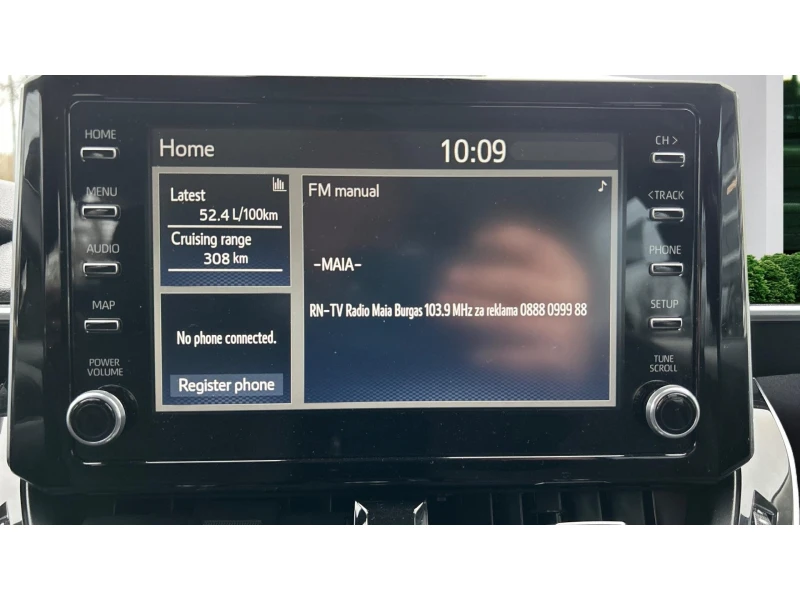 HOME
MENU
AUDIO
MAP
POWER
VOLUME
Home
10:09
Latest
52.4 L/100km
Cruising range
308 km
No phone connected.
Register phone
FM manual
-MAIA-
RN-TV Radio Maia Burgas 103.9 MHz za reklama 0888 0999 88
CH >
< TRACK
PHONE
SETUP
TUNE
SCROLL